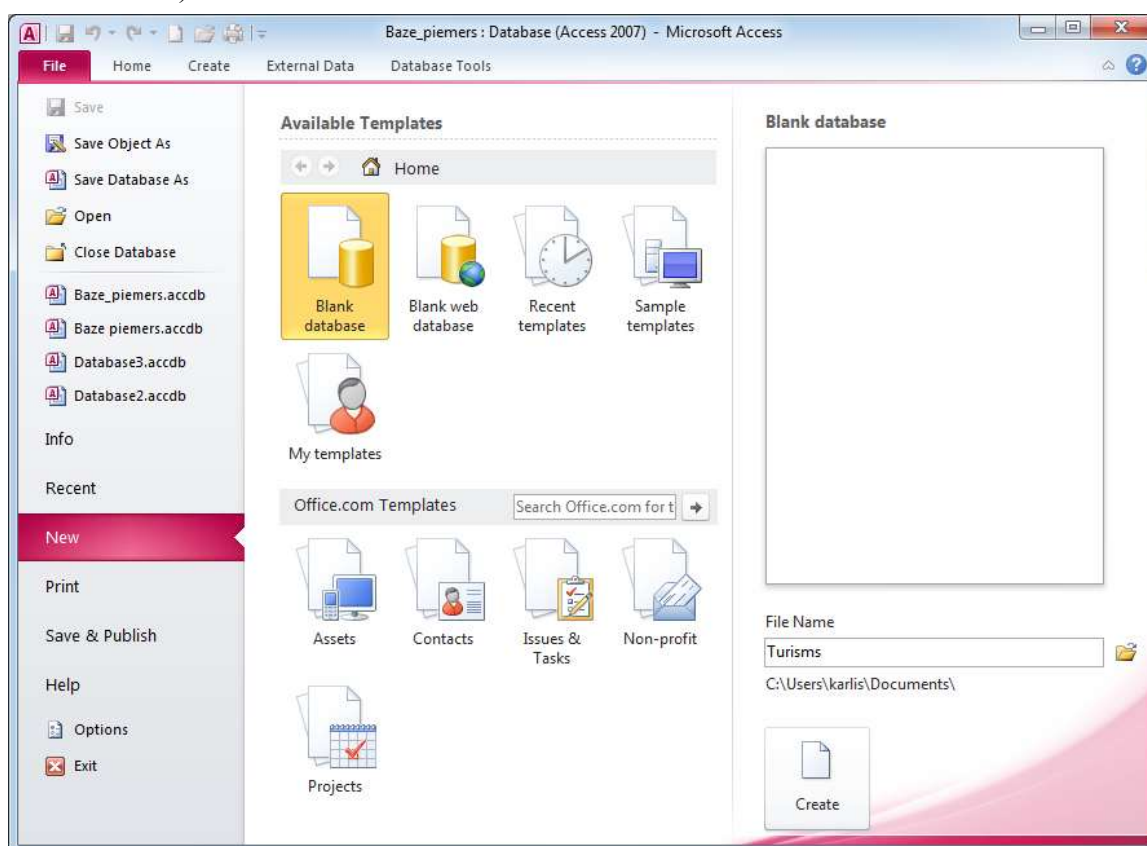 Baze_piemers : Database (Access 2007) - Microsoft Access
File Home Create External Data Database Tools
Save
Save Object As
Save Database As
Open
Close Database
Baze_piemers.accdb
Baze piemers.accdb
Database3.accdb
Database2.accdb
Info
Recent
New
Print
Save & Publish
Help
Options
Exit
Available Templates
Home
Blank
database
Blank web
database
Recent
templates
Sample
templates
My templates
Office.com Templates
Search Office.com for t
Assets
Contacts
Issues &
Tasks
Non-profit
Projects
Blank database
File Name
Turisms
C:\Users\karlis\Documents\
Create